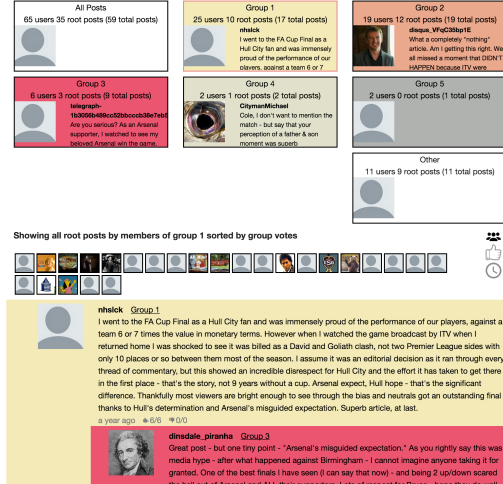 All Posts
65 users 35 root posts (59 total posts)
Group 1
25 users 10 root posts (17 total posts)
nhslck
I went to the FA Cup Final as a
Hull City fan and was immensely
proud of the performance of our
players, against a team 6 or 7
Group 2
19 users 12 root posts (19 total posts)
disqus_VFqC35bp1E
What a completely "nothing"
article. Am I getting this right. We
all missed a moment that DIDN'T
HAPPEN because ITV were
Group 3
6 users 3 root posts (9 total posts)
telegraph-
Are you serious? As an Arsenal
supporter, I watched to see my
beloved Arsenal win the game,
Group 4
2 users 1 root posts (2 total posts)
CitymanMichael
Cole, I don't want to mention the
match - but say that your
perception of a father & son
moment was superb
Group 5
2 users 0 root posts (1 total posts)
Other
11 users 9 root posts (11 total posts)
Showing all root posts by members of group 1 sorted by group votes
nhslck Group 1
I went to the FA Cup Final as a Hull City fan and was immensely proud of the performance of our players, against a
team 6 or 7 times the value in monetary terms. However when I watched the game broadcast by ITV when I
returned home I was shocked to see it was billed as a David and Goliath clash, not two Premier League sides with
only 10 places or so between them most of the season. I assume it was an editorial decision as it ran through every
thread of commentary, but this showed an incredible disrespect for Hull City and the effort it has taken to get there
in the first place - that's the story, not 9 years without a cup. Arsenal expect, Hull hope - that's the significant
difference. Thankfully most viewers are bright enough to see through the bias and neutrals got an outstanding final
thanks to Hull's determination and Arsenal's misguided expectation. Superb article, at last.
a year ago 6/6 0/0
dinsdale_piranha Group 3
Great post - but one tiny point - "Arsenal's misguided expectation." As you rightly say this was
media hype - after what happened against Birmingham - I cannot imagine anyone taking it for
granted. One of the best finals I have seen (I can say that now) - and being 2 up/down scared